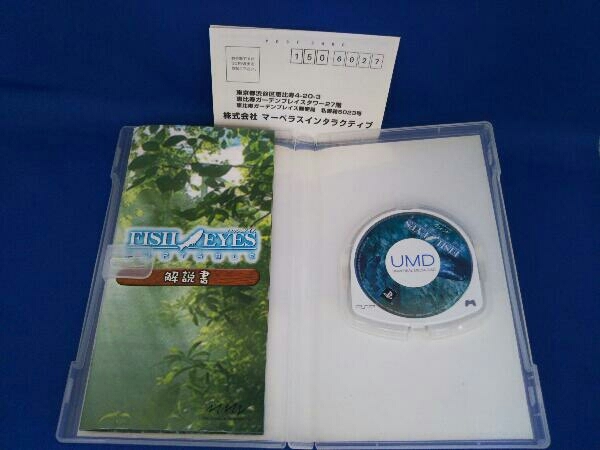 POST CARD
1506027
東京都渋谷区恵比寿4-20-3
恵比寿ガーデンプレイスタワー27階
恵比寿ガーデンプレイス郵便局 私書箱5023号
株式会社 マーベラスインタラクティブ
FISH EYES
解説書
FISH EYES
UMD
PSP